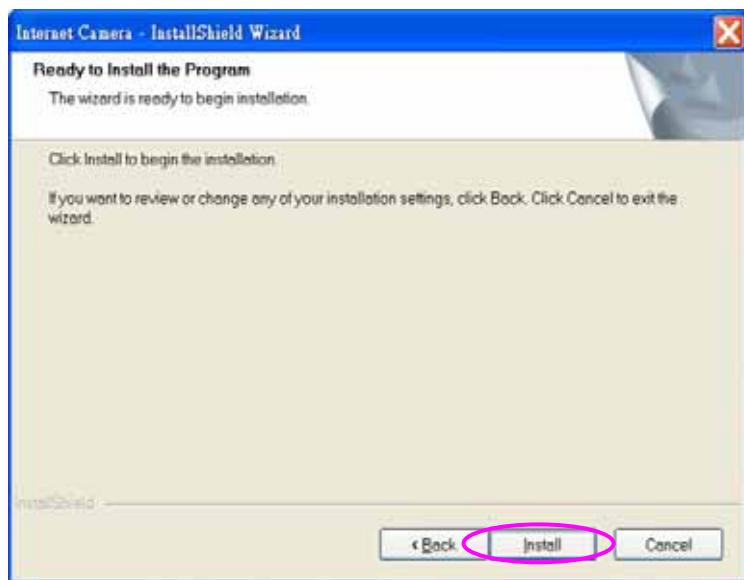 Internet Camera - InstallShield Wizard
Ready to Install the Program
The wizard is ready to begin installation.
Click Install to begin the installation.
If you want to review or change any of your installation settings, click Back. Click Cancel to exit the
wizard.
InstallShield
< Back
Install
Cancel